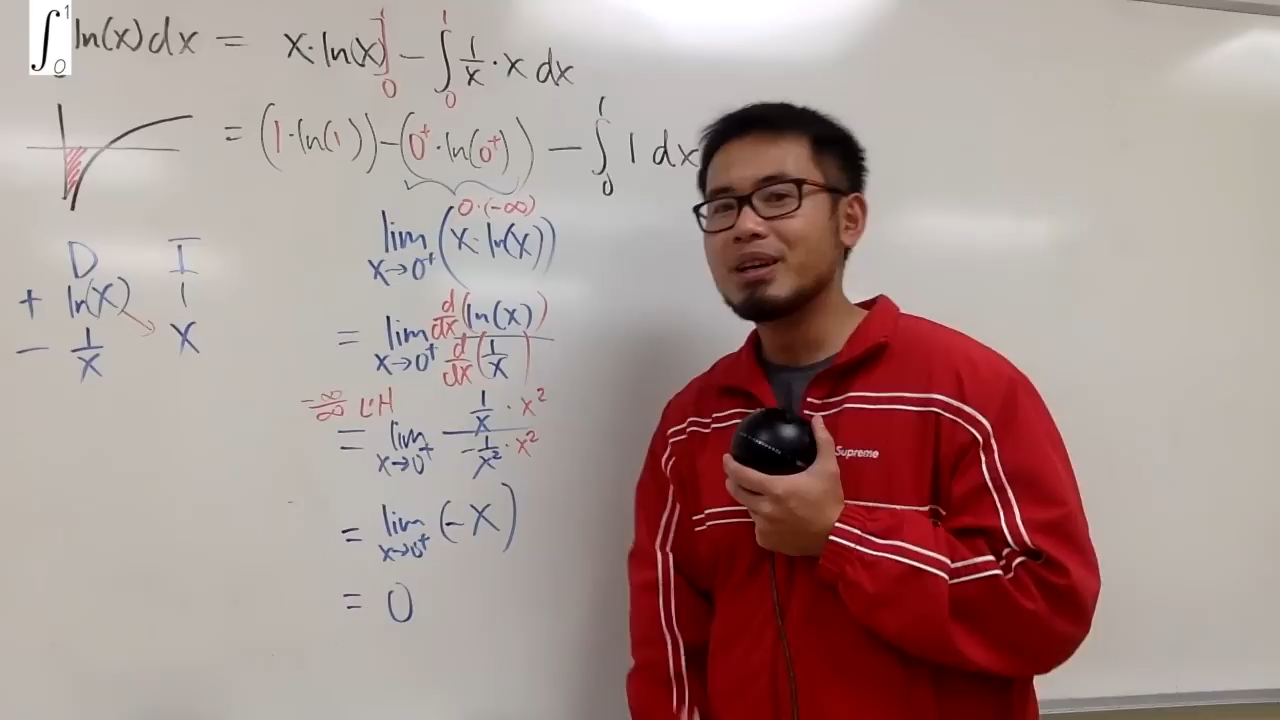 ∫₀¹ ln(x) dx = x·ln(x)]₀¹ − ∫₀¹ 1/x · x dx
= (1·ln(1)) − (0⁺·ln(0⁺)) − ∫₀¹ 1 dx
0·(−∞)
lim x→0⁺ (x·ln(x))
D I
+ ln(x) 1
− 1/x x
= lim x→0⁺ d/dx (ln(x)) / d/dx (1/x)
−∞/∞ L'H
= lim x→0⁺ (1/x · x²) / (−1/x² · x²)
= lim x→0⁺ (−x)
= 0
Supreme